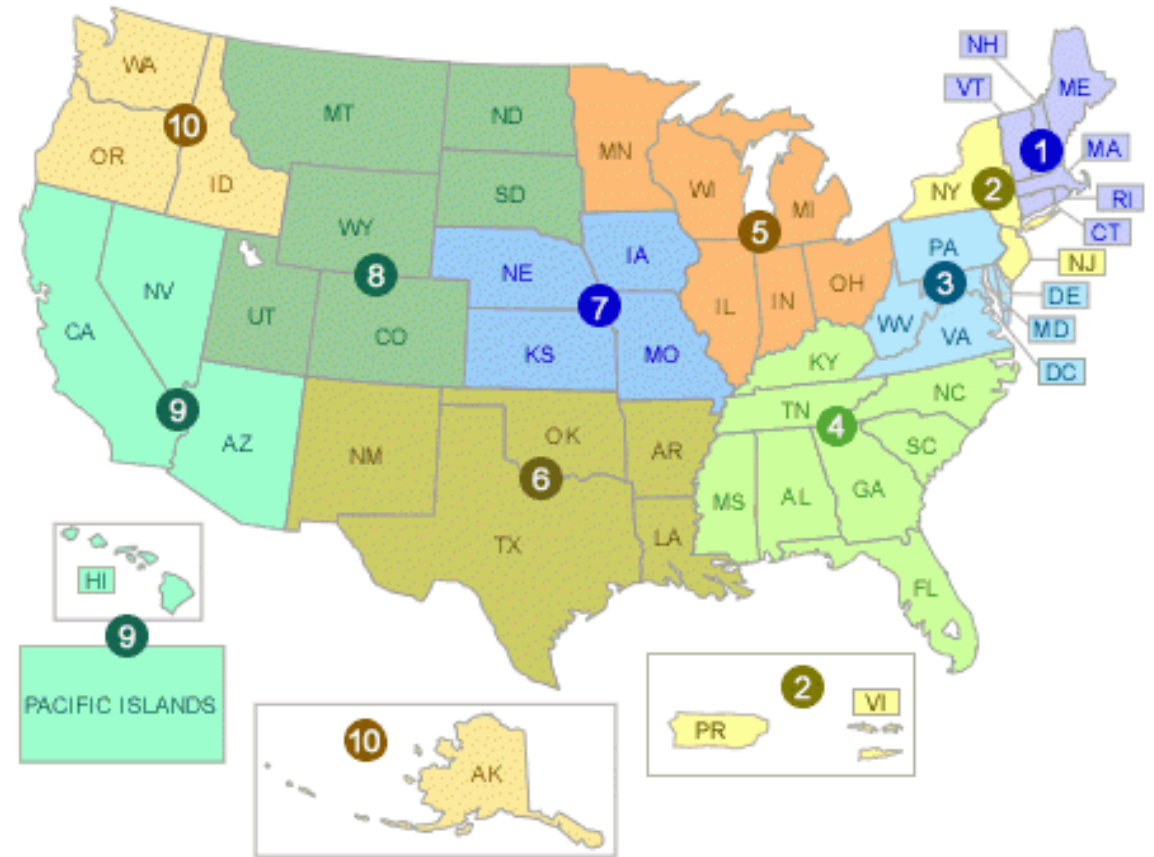 NH
ME
VT
WA
MT
ND
MN
10
1
MA
OR
ID
SD
WI
MI
NY
2
RI
WY
5
CT
PA
NJ
NV
8
NE
IA
3
DE
UT
7
IL
IN
OH
WV
MD
CA
CO
KS
MO
VA
KY
DC
9
NC
TN
4
AZ
NM
OK
AR
SC
6
MS
AL
GA
TX
LA
HI
FL
9
PACIFIC ISLANDS
2
VI
PR
10
AK